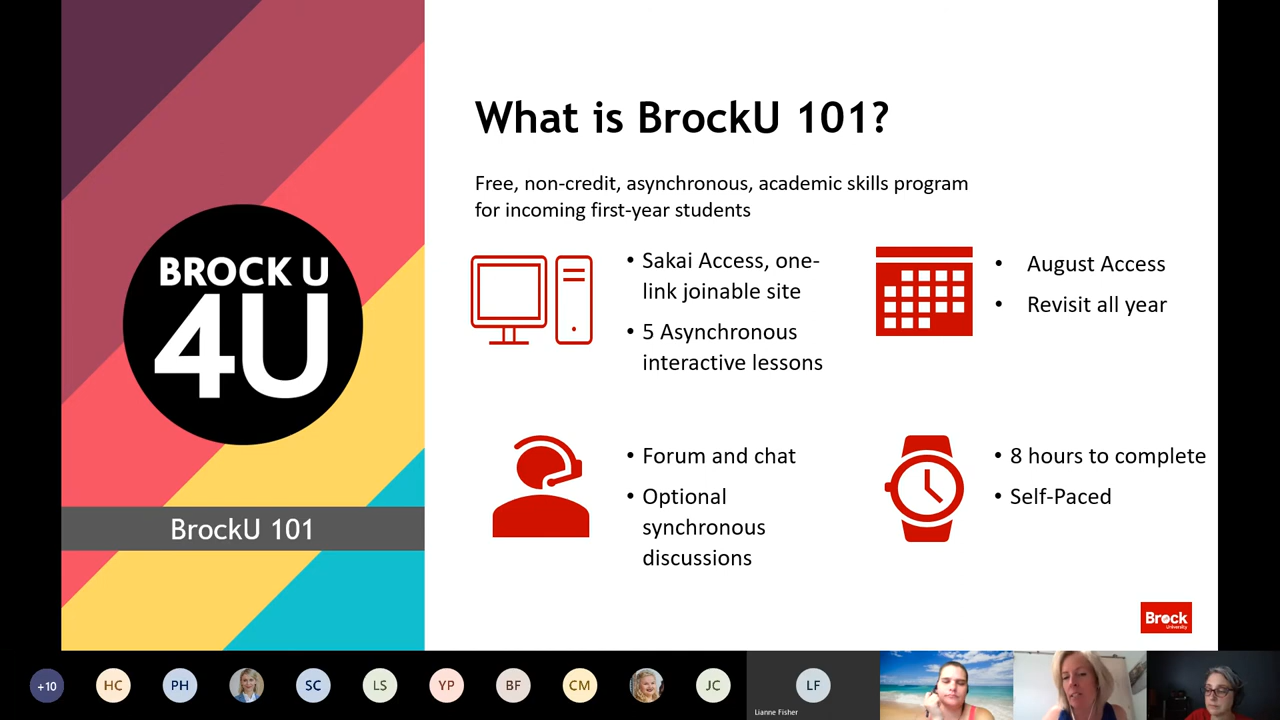 What is BrockU 101?
Free, non-credit, asynchronous, academic skills program
for incoming first-year students
BROCK U
4U
BrockU 101
• Sakai Access, one-
link joinable site
• 5 Asynchronous
interactive lessons
• August Access
• Revisit all year
• Forum and chat
• Optional
synchronous
discussions
• 8 hours to complete
• Self-Paced
Brock
University
+10
HC
PH
SC
LS
YP
BF
CM
JC
LF
Lianne Fisher